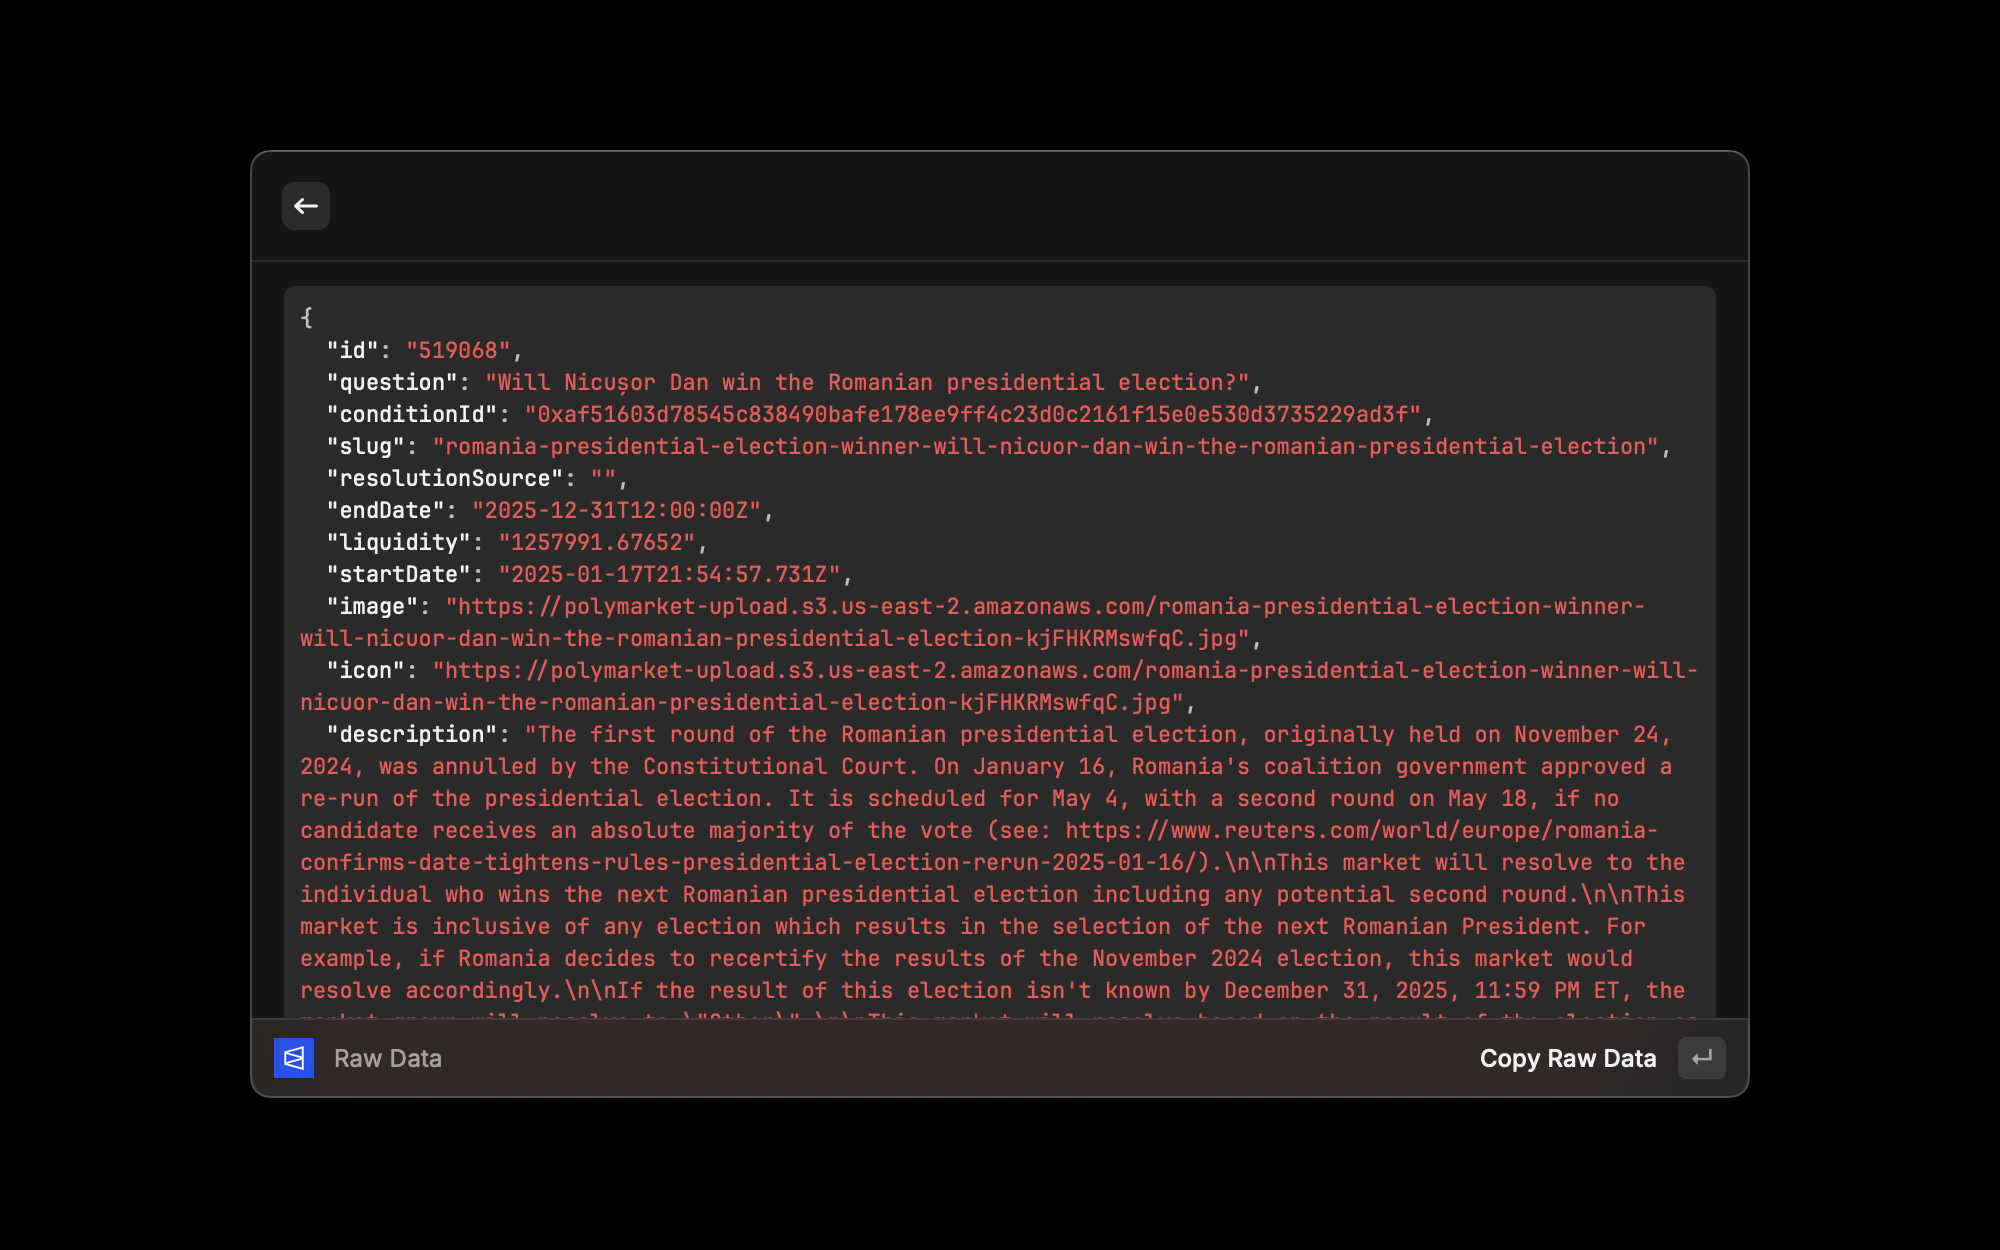 {
"id": "519068",
"question": "Will Nicușor Dan win the Romanian presidential election?",
"conditionId": "0xaf51603d78545c838490bafe178ee9ff4c23d0c2161f15e0e530d3735229ad3f",
"slug": "romania-presidential-election-winner-will-nicuor-dan-win-the-romanian-presidential-election",
"resolutionSource": "",
"endDate": "2025-12-31T12:00:00Z",
"liquidity": "1257991.67652",
"startDate": "2025-01-17T21:54:57.731Z",
"image": "https://polymarket-upload.s3.us-east-2.amazonaws.com/romania-presidential-election-winner-
will-nicuor-dan-win-the-romanian-presidential-election-kjFHKRMswfqC.jpg",
"icon": "https://polymarket-upload.s3.us-east-2.amazonaws.com/romania-presidential-election-winner-will-
nicuor-dan-win-the-romanian-presidential-election-kjFHKRMswfqC.jpg",
"description": "The first round of the Romanian presidential election, originally held on November 24,
2024, was annulled by the Constitutional Court. On January 16, Romania's coalition government approved a
re-run of the presidential election. It is scheduled for May 4, with a second round on May 18, if no
candidate receives an absolute majority of the vote (see: https://www.reuters.com/world/europe/romania-
confirms-date-tightens-rules-presidential-election-rerun-2025-01-16/).\n\nThis market will resolve to the
individual who wins the next Romanian presidential election including any potential second round.\n\nThis
market is inclusive of any election which results in the selection of the next Romanian President. For
example, if Romania decides to recertify the results of the November 2024 election, this market would
resolve accordingly.\n\nIf the result of this election isn't known by December 31, 2025, 11:59 PM ET, the
Raw Data
Copy Raw Data